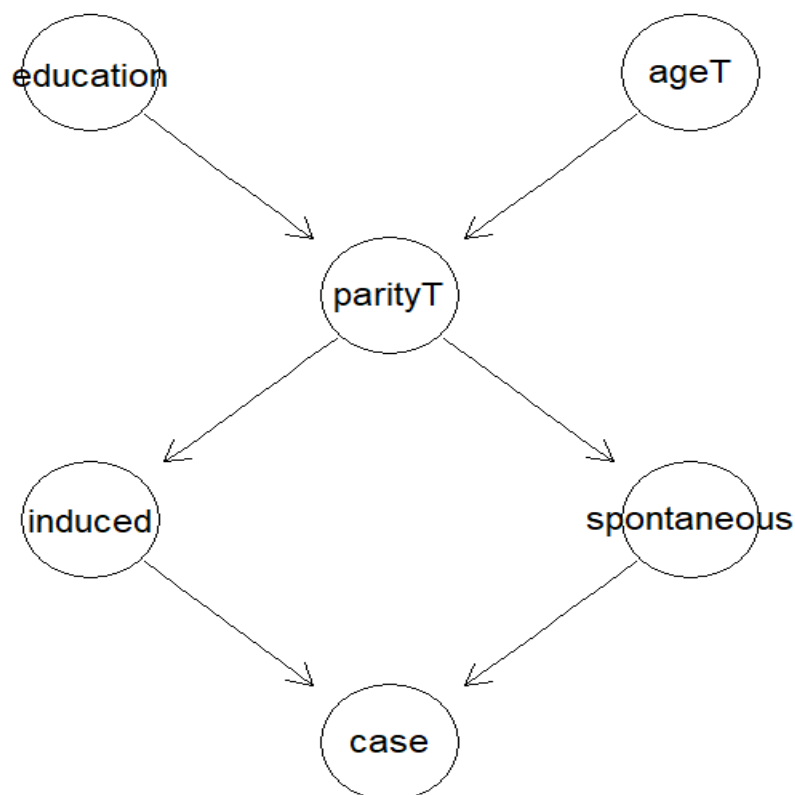 education
ageT
parityT
induced
spontaneous
case